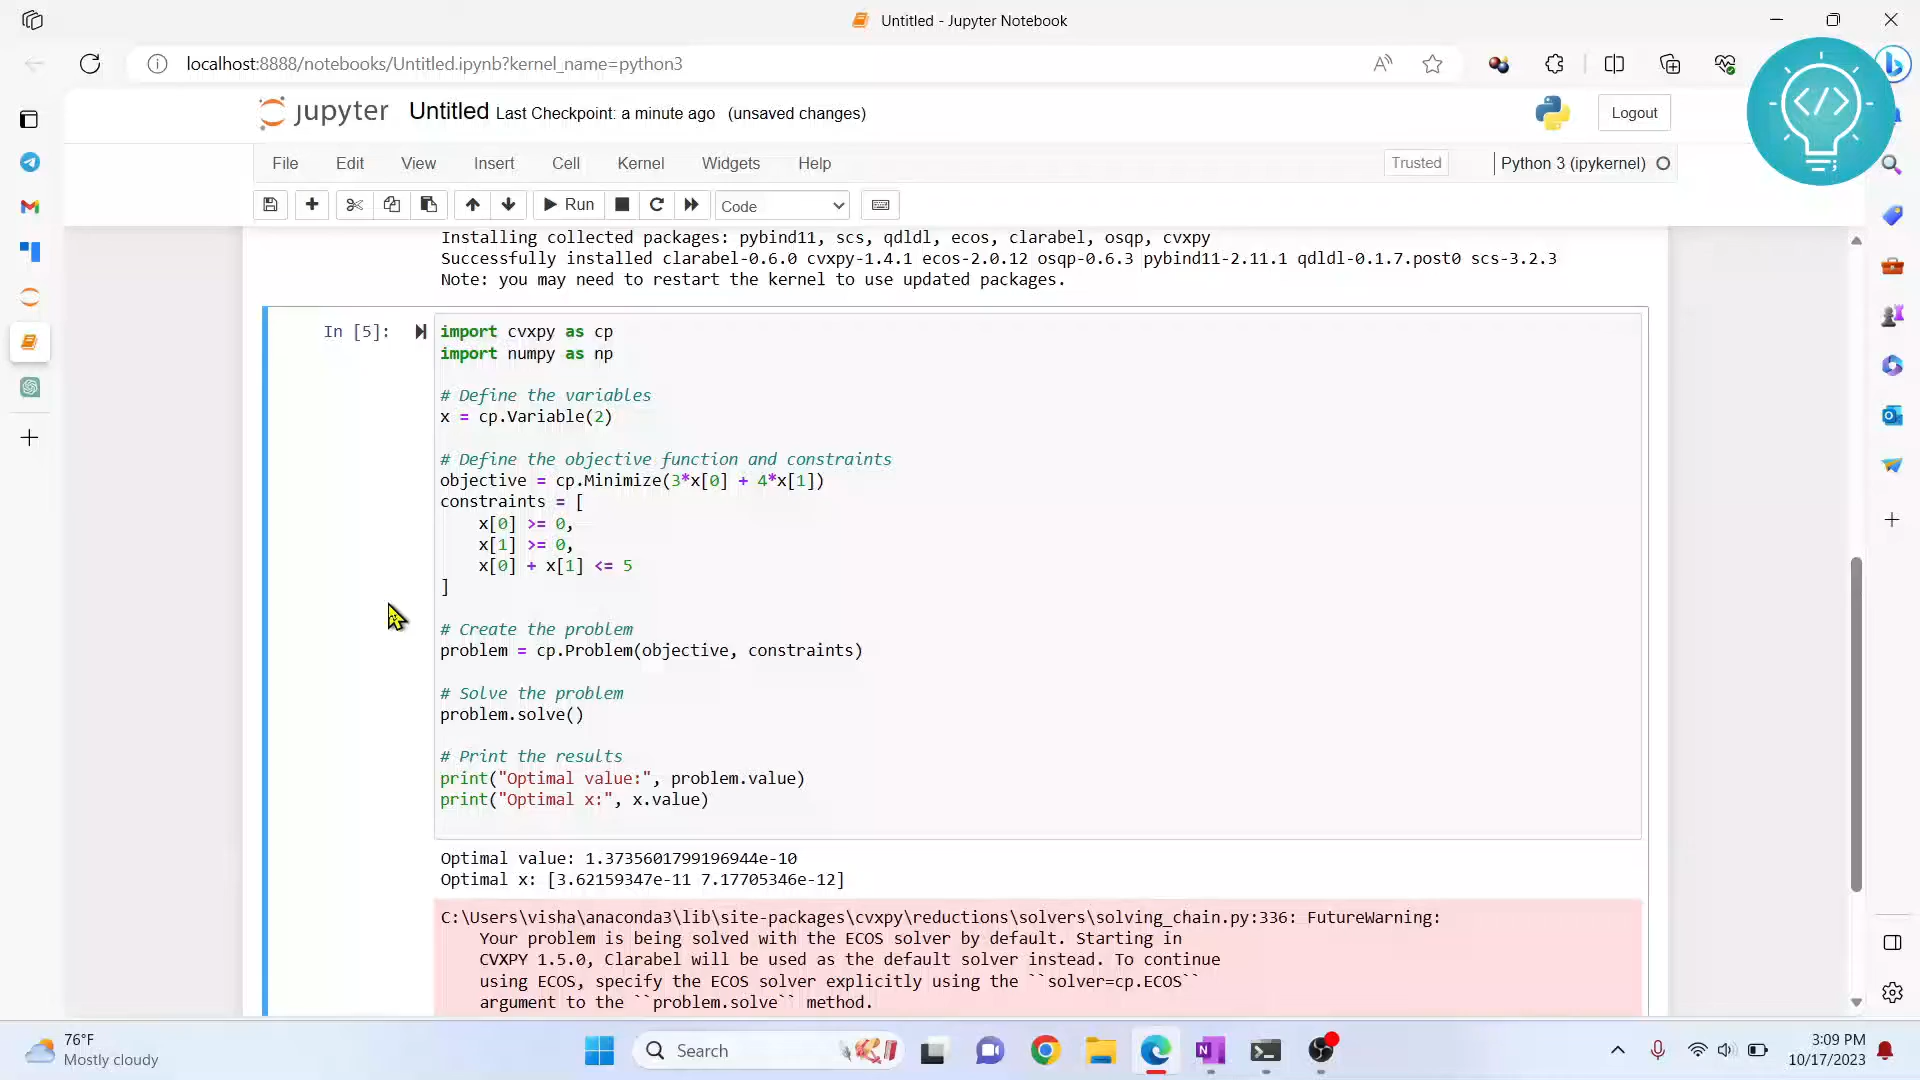 Untitled - Jupyter Notebook
localhost:8888/notebooks/Untitled.ipynb?kernel_name=python3
jupyter Untitled Last Checkpoint: a minute ago (unsaved changes)
Logout
File Edit View Insert Cell Kernel Widgets Help
Trusted Python 3 (ipykernel)
Run Code
Installing collected packages: pybind11, scs, qdldl, ecos, clarabel, osqp, cvxpy
Successfully installed clarabel-0.6.0 cvxpy-1.4.1 ecos-2.0.12 osqp-0.6.3 pybind11-2.11.1 qdldl-0.1.7.post0 scs-3.2.3
Note: you may need to restart the kernel to use updated packages.
In [5]:
import cvxpy as cp
import numpy as np
# Define the variables
x = cp.Variable(2)
# Define the objective function and constraints
objective = cp.Minimize(3*x[0] + 4*x[1])
constraints = [
x[0] >= 0,
x[1] >= 0,
x[0] + x[1] <= 5
]
# Create the problem
problem = cp.Problem(objective, constraints)
# Solve the problem
problem.solve()
# Print the results
print("Optimal value:", problem.value)
print("Optimal x:", x.value)
Optimal value: 1.3735601799196944e-10
Optimal x: [3.62159347e-11 7.17705346e-12]
C:\Users\visha\anaconda3\lib\site-packages\cvxpy\reductions\solvers\solving_chain.py:336: FutureWarning:
Your problem is being solved with the ECOS solver by default. Starting in
CVXPY 1.5.0, Clarabel will be used as the default solver instead. To continue
using ECOS, specify the ECOS solver explicitly using the ``solver=cp.ECOS``
argument to the ``problem.solve`` method.
76°F
Mostly cloudy
Search
3:09 PM
10/17/2023